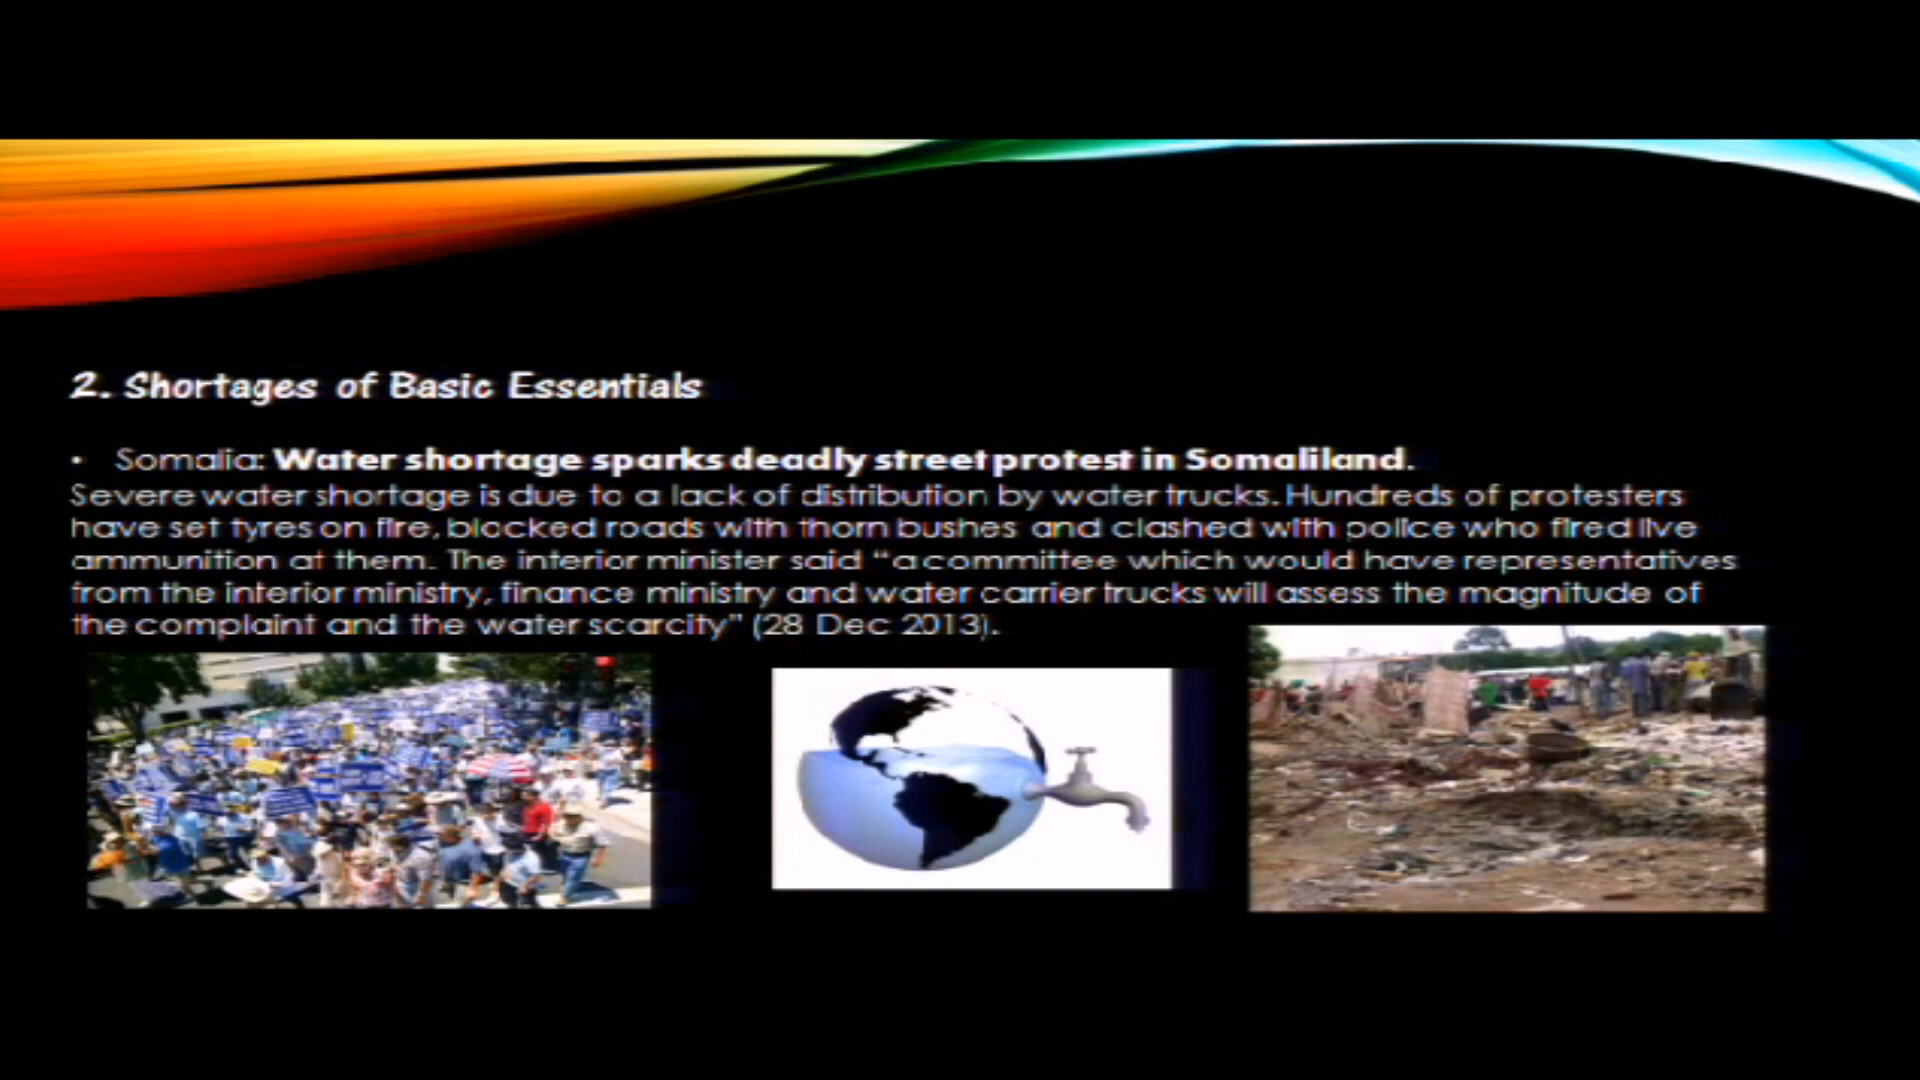 2. Shortages of Basic Essentials
• Somalia: Water shortage sparks deadly street protest in Somaliland.
Severe water shortage is due to a lack of distribution by water trucks. Hundreds of protesters
have set tyres on fire, blocked roads with thorn bushes and clashed with police who fired live
ammunition at them. The interior minister said "a committee which would have representatives
from the interior ministry, finance ministry and water carrier trucks will assess the magnitude of
the complaint and the water scarcity" (28 Dec 2013).